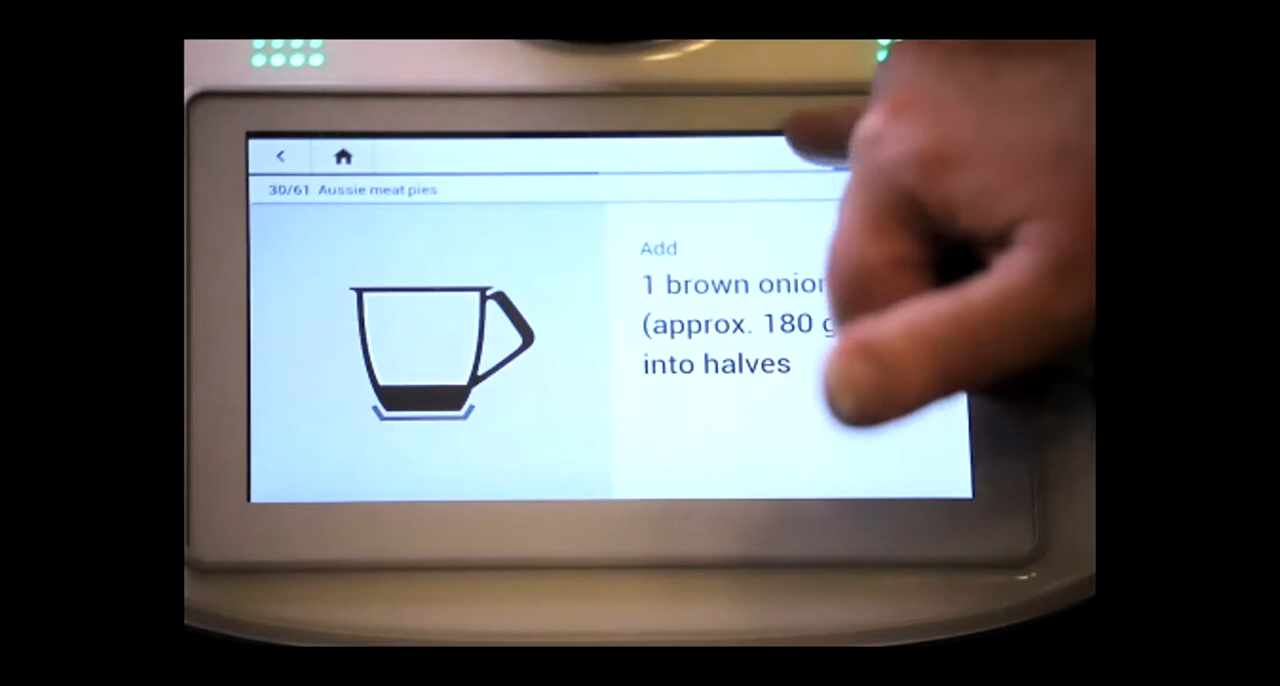 30/61 Aussie meat pies
Add
1 brown onion
(approx. 180 g
into halves